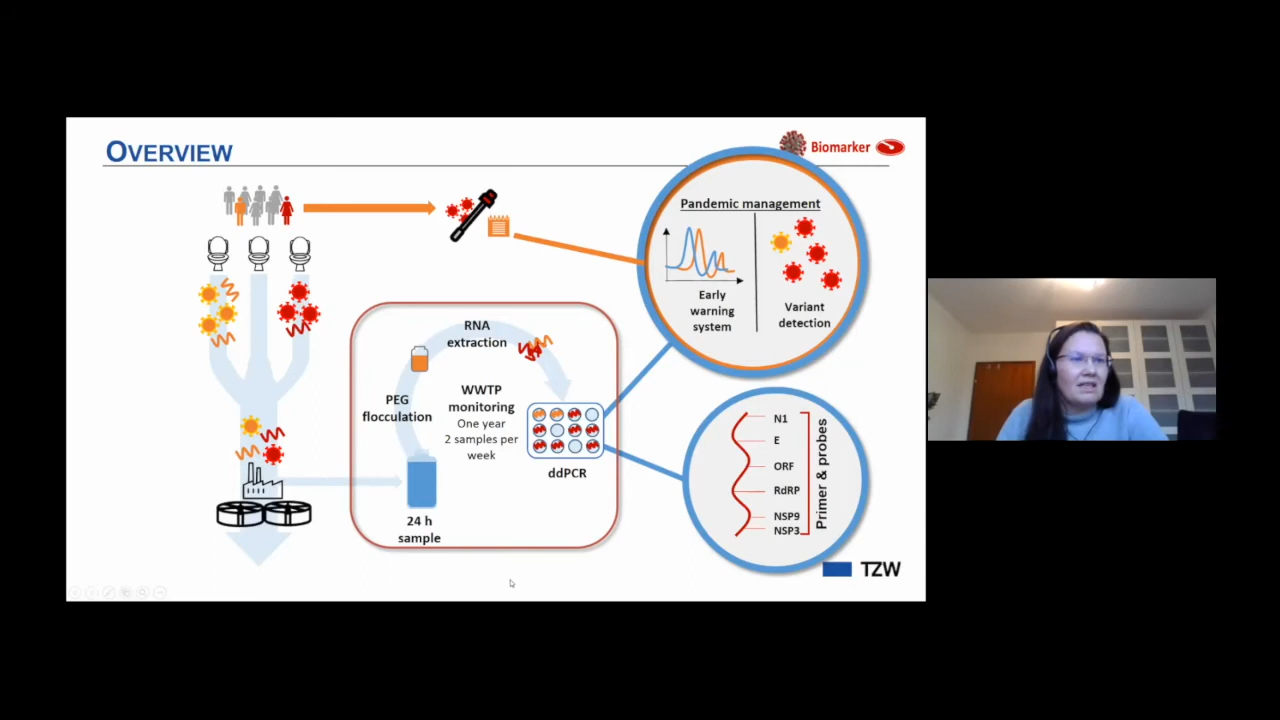 OVERVIEW
Biomarker
Pandemic management
Early
warning
system
Variant
detection
RNA
extraction
PEG
flocculation
WWTP
monitoring
One year
2 samples per
week
ddPCR
24 h
sample
N1
E
ORF
RdRP
NSP9
NSP3
Primer & probes
TZW